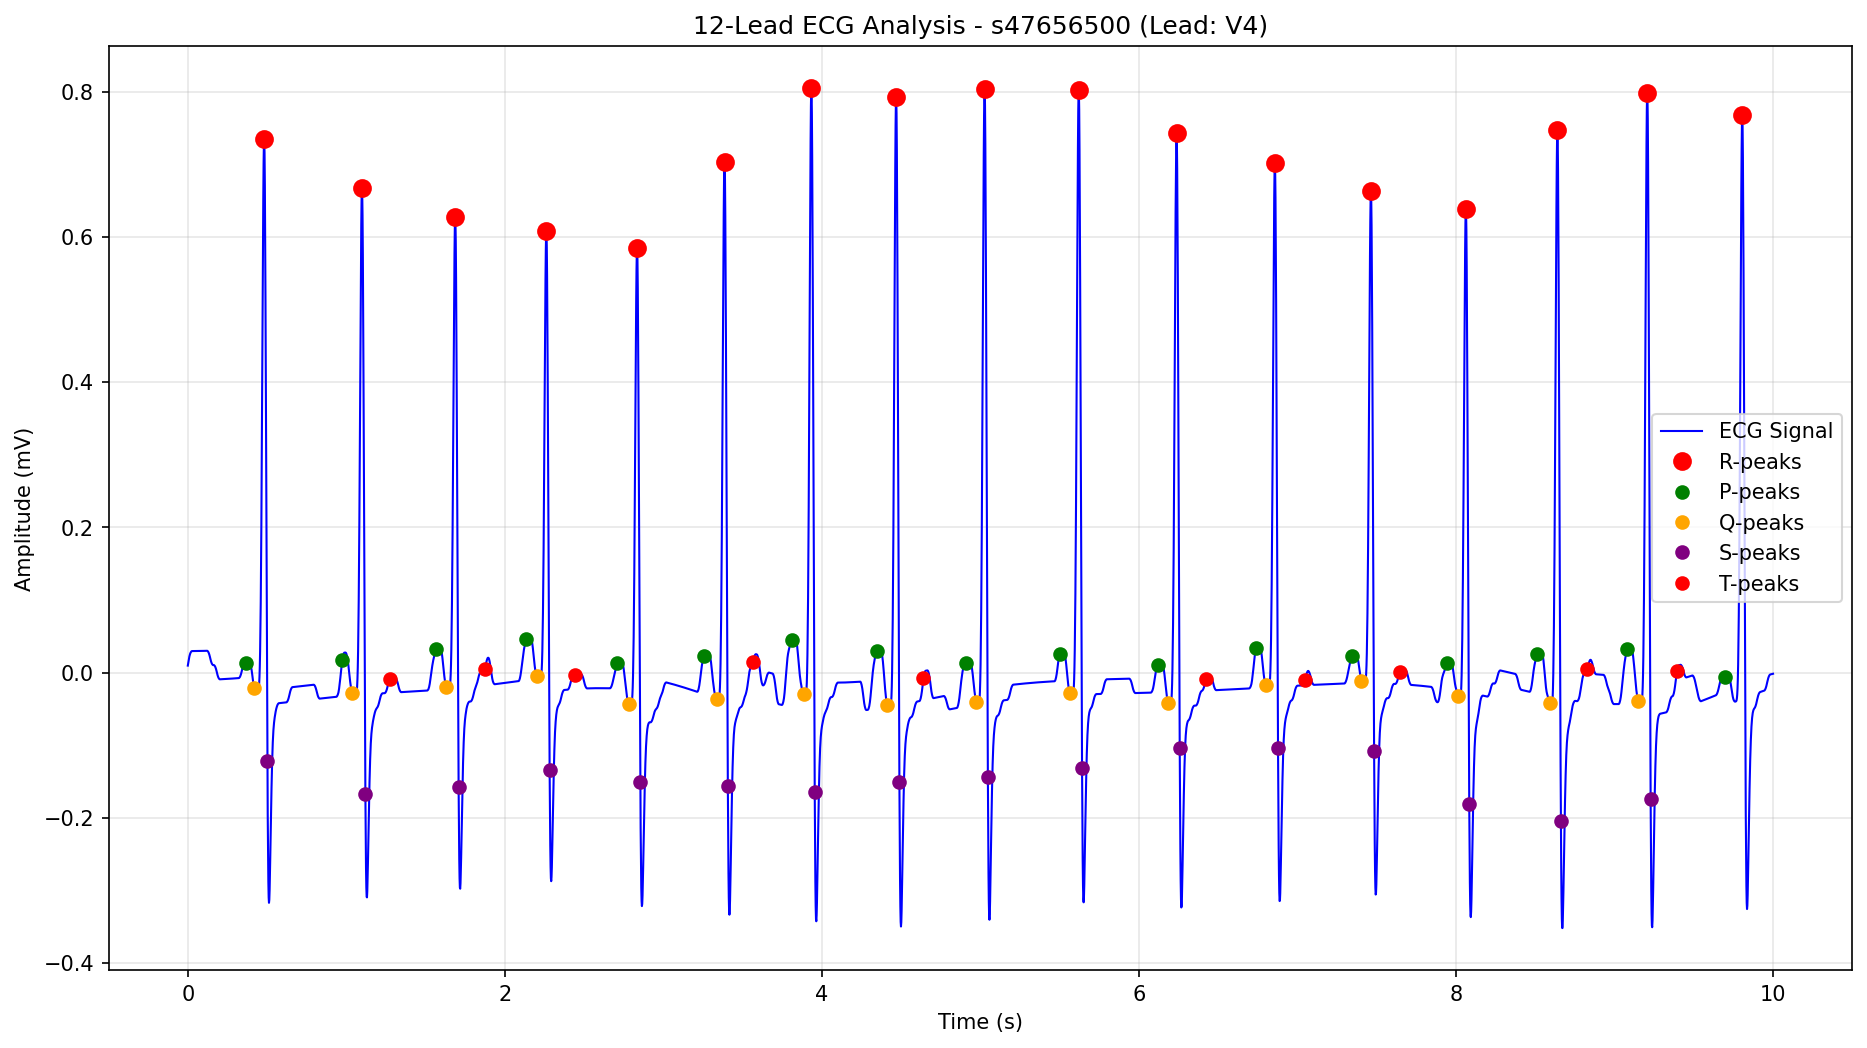 12-Lead ECG Analysis - s47656500 (Lead: V4)
Amplitude (mV)
0.8
0.6
0.4
0.2
0.0
−0.2
−0.4
ECG Signal
R-peaks
P-peaks
Q-peaks
S-peaks
T-peaks
0 2 4 6 8 10
Time (s)